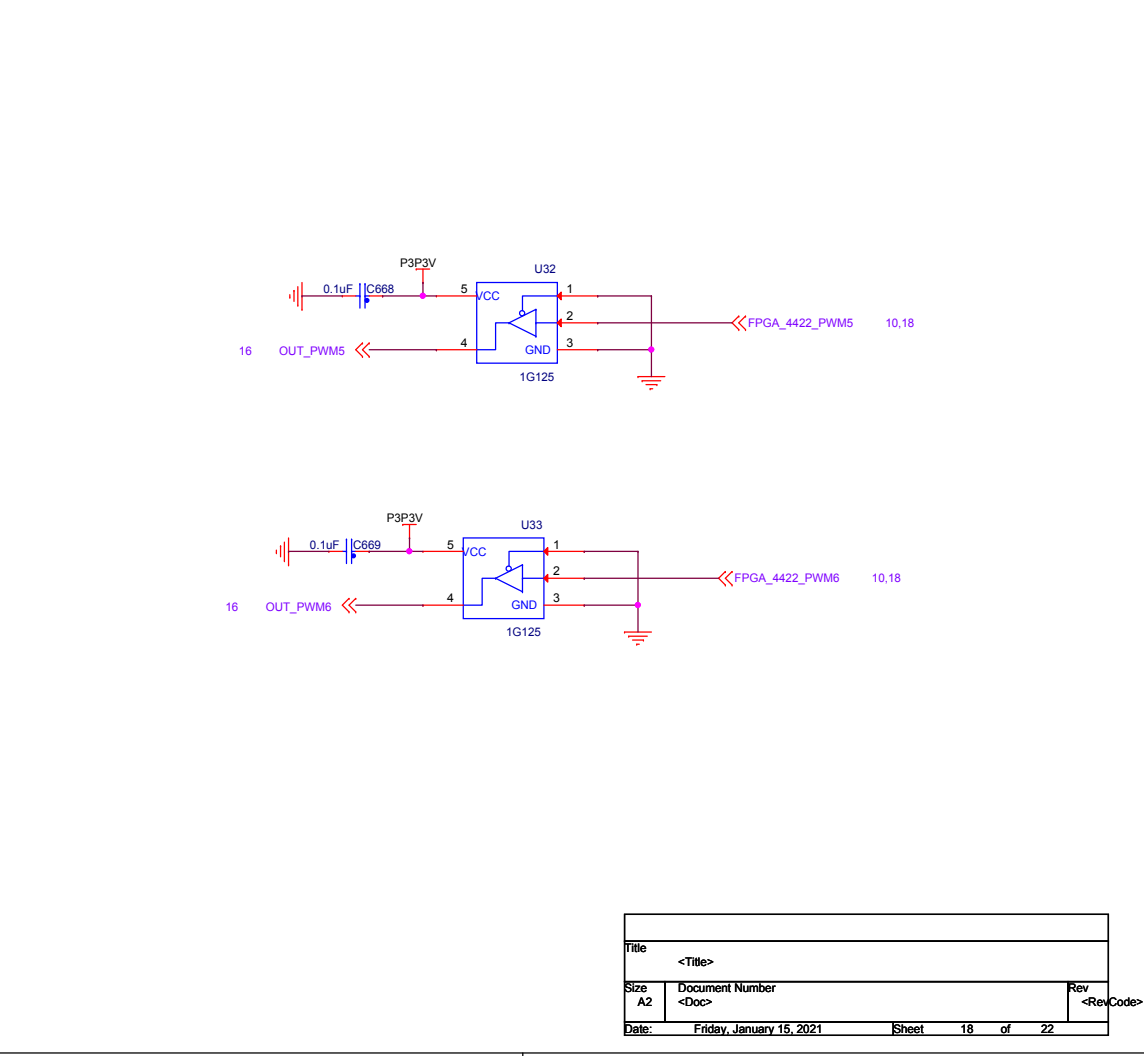 P3P3V
U32
0.1uF C668 5 VCC 1
2 FPGA_4422_PWM5 10,18
16 OUT_PWM5 4 GND 3
1G125
P3P3V
U33
0.1uF C669 5 VCC 1
2 FPGA_4422_PWM6 10,18
16 OUT_PWM6 4 GND 3
1G125
Title
<Title>
Size Document Number Rev
A2 <Doc> <RevCode>
Date: Friday, January 15, 2021 Sheet 18 of 22